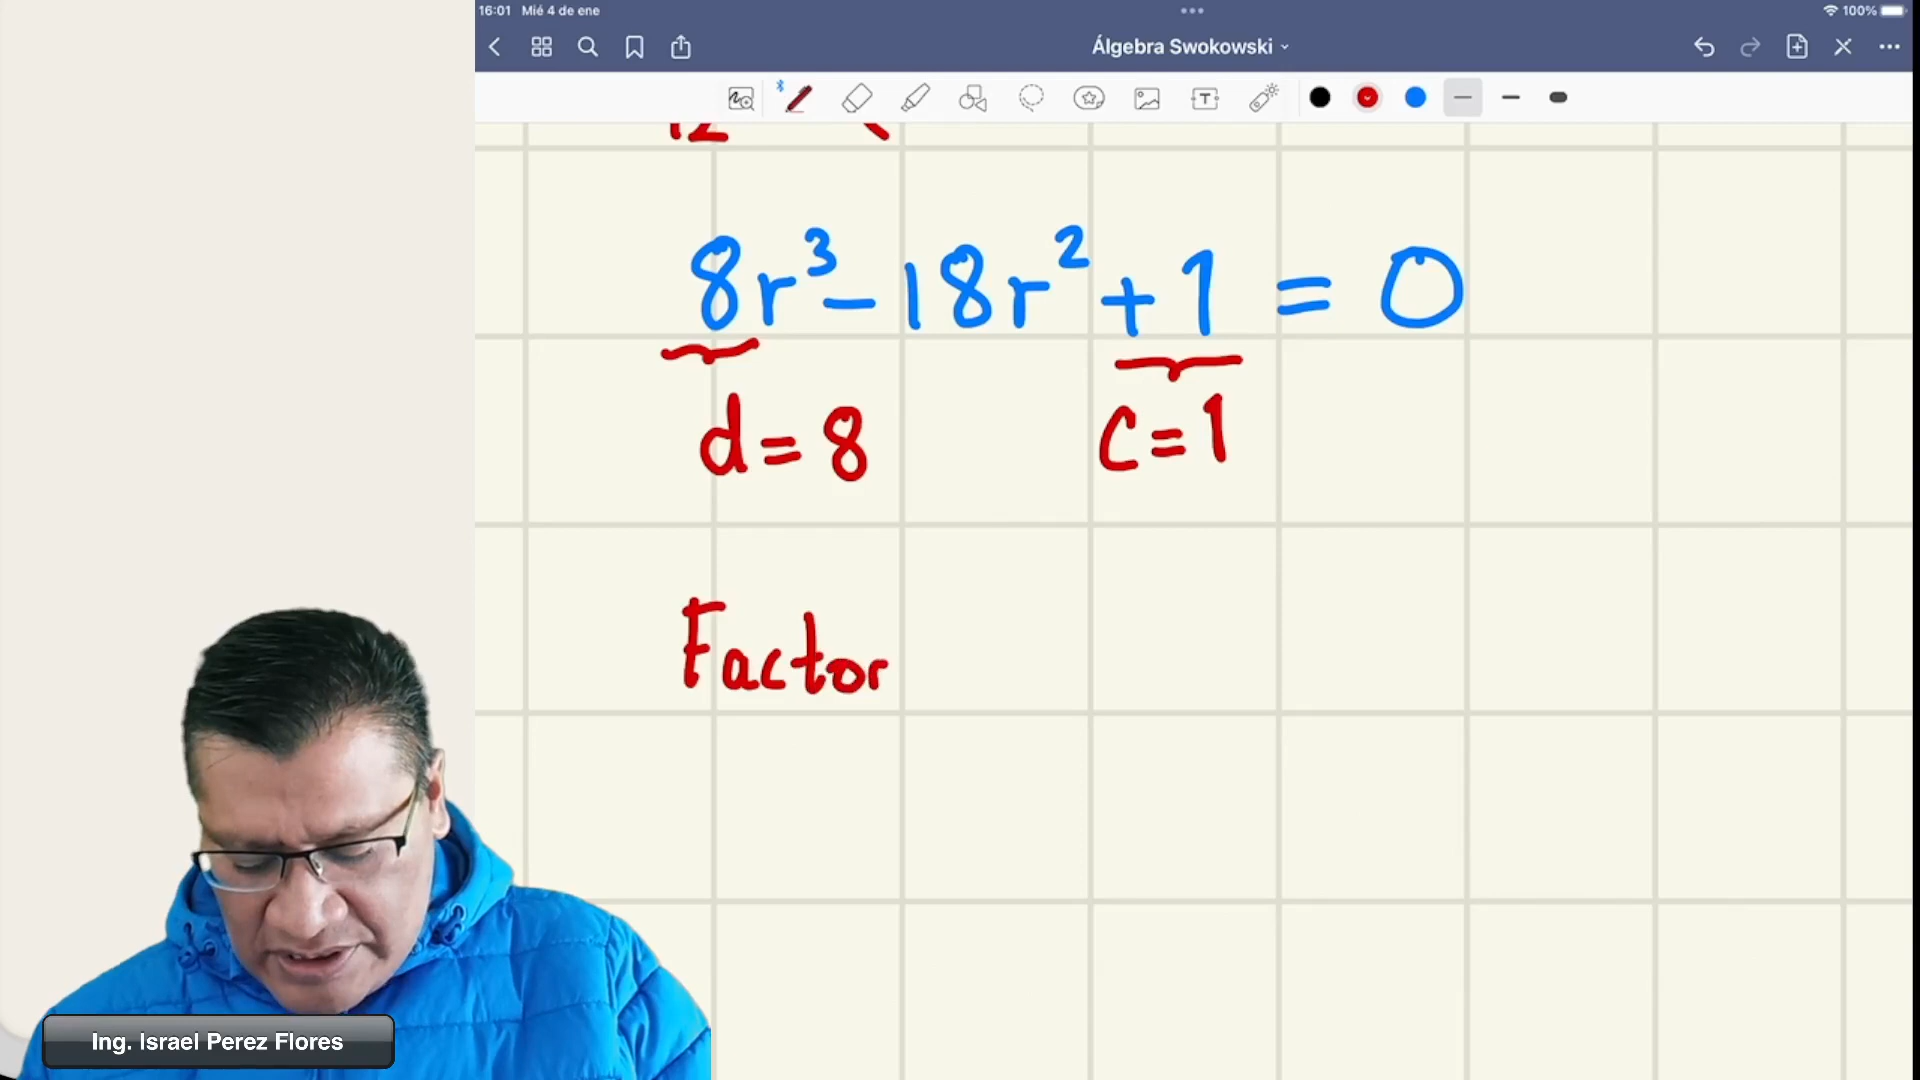 16:01 Mié 4 de ene
100%
Álgebra Swokowski
12
8r³ - 18r² + 1 = 0
d = 8 c = 1
Factor
Ing. Israel Perez Flores